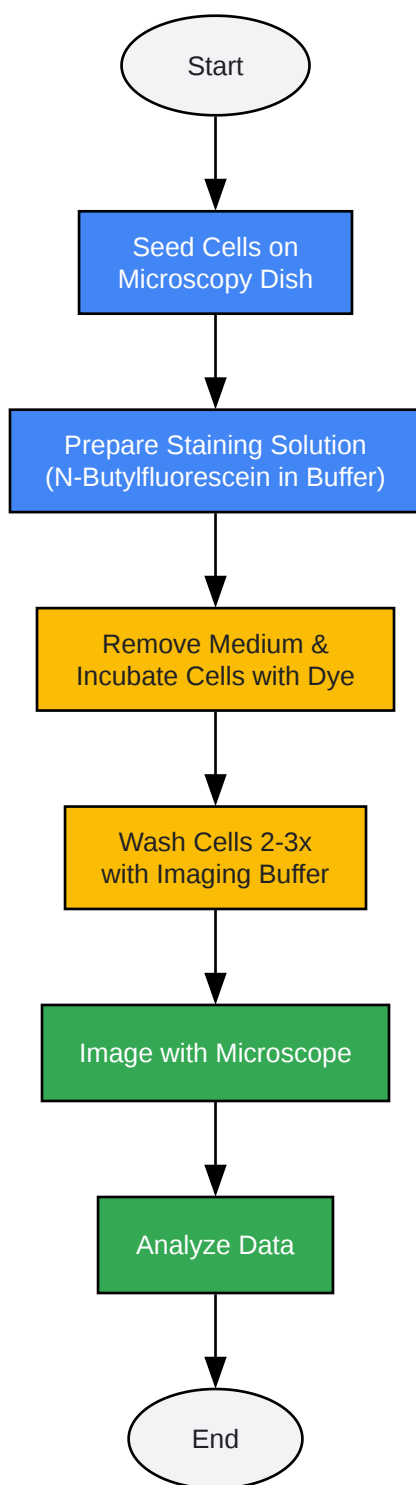 Start
Seed Cells on
Microscopy Dish
Prepare Staining Solution
(N-Butylfluorescein in Buffer)
Remove Medium &
Incubate Cells with Dye
Wash Cells 2-3x
with Imaging Buffer
Image with Microscope
Analyze Data
End